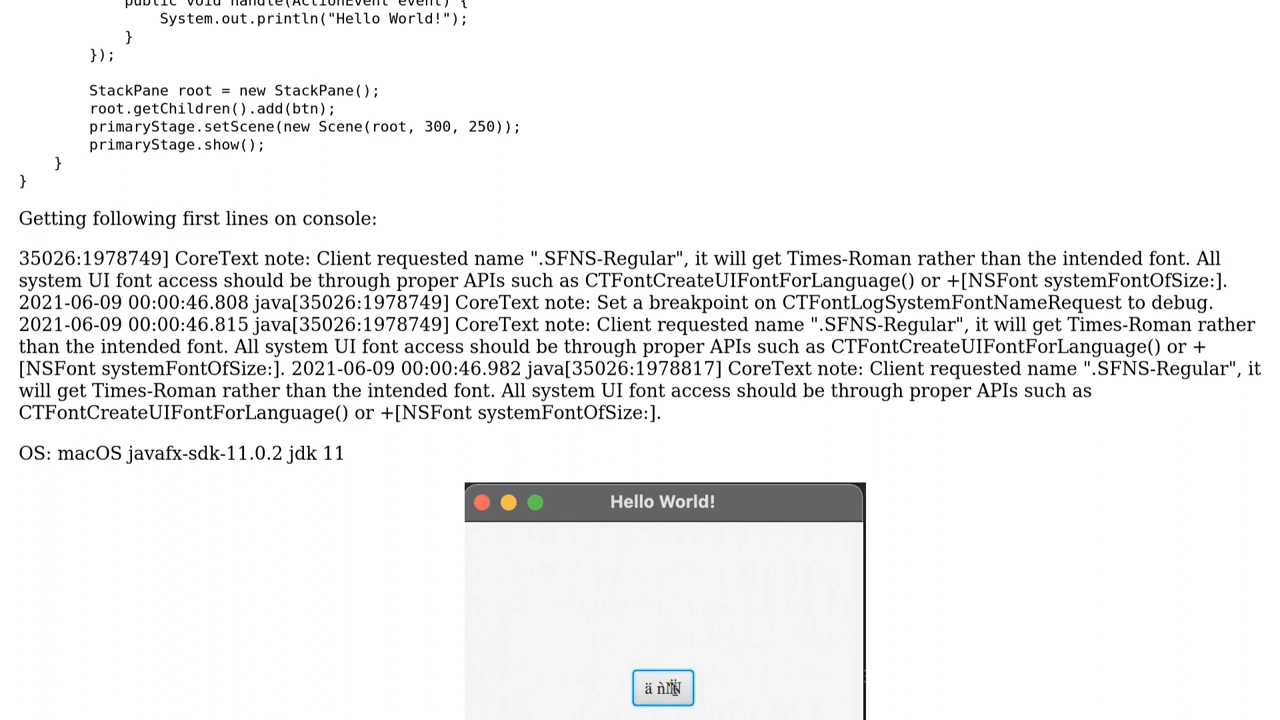 public void handle(ActionEvent event) {
System.out.println("Hello World!");
}
});
StackPane root = new StackPane();
root.getChildren().add(btn);
primaryStage.setScene(new Scene(root, 300, 250));
primaryStage.show();
}
}
Getting following first lines on console:
35026:1978749] CoreText note: Client requested name ".SFNS-Regular", it will get Times-Roman rather than the intended font. All
system UI font access should be through proper APIs such as CTFontCreateUIFontForLanguage() or +[NSFont systemFontOfSize:].
2021-06-09 00:00:46.808 java[35026:1978749] CoreText note: Set a breakpoint on CTFontLogSystemFontNameRequest to debug.
2021-06-09 00:00:46.815 java[35026:1978749] CoreText note: Client requested name ".SFNS-Regular", it will get Times-Roman rather
than the intended font. All system UI font access should be through proper APIs such as CTFontCreateUIFontForLanguage() or +
[NSFont systemFontOfSize:]. 2021-06-09 00:00:46.982 java[35026:1978817] CoreText note: Client requested name ".SFNS-Regular", it
will get Times-Roman rather than the intended font. All system UI font access should be through proper APIs such as
CTFontCreateUIFontForLanguage() or +[NSFont systemFontOfSize:].
OS: macOS javafx-sdk-11.0.2 jdk 11
Hello World!